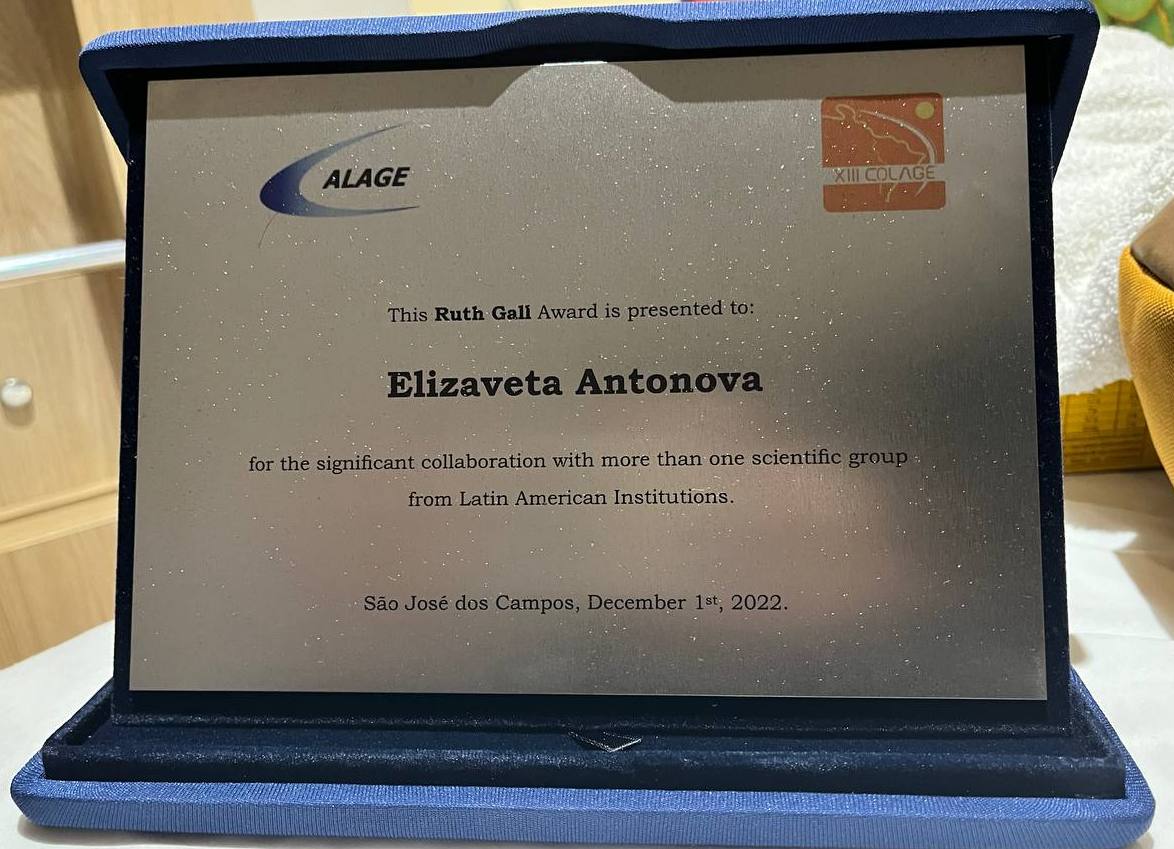 ALAGE
XIII COLAGE
This Ruth Gall Award is presented to:
Elizaveta Antonova
for the significant collaboration with more than one scientific group
from Latin American Institutions.
São José dos Campos, December 1st, 2022.